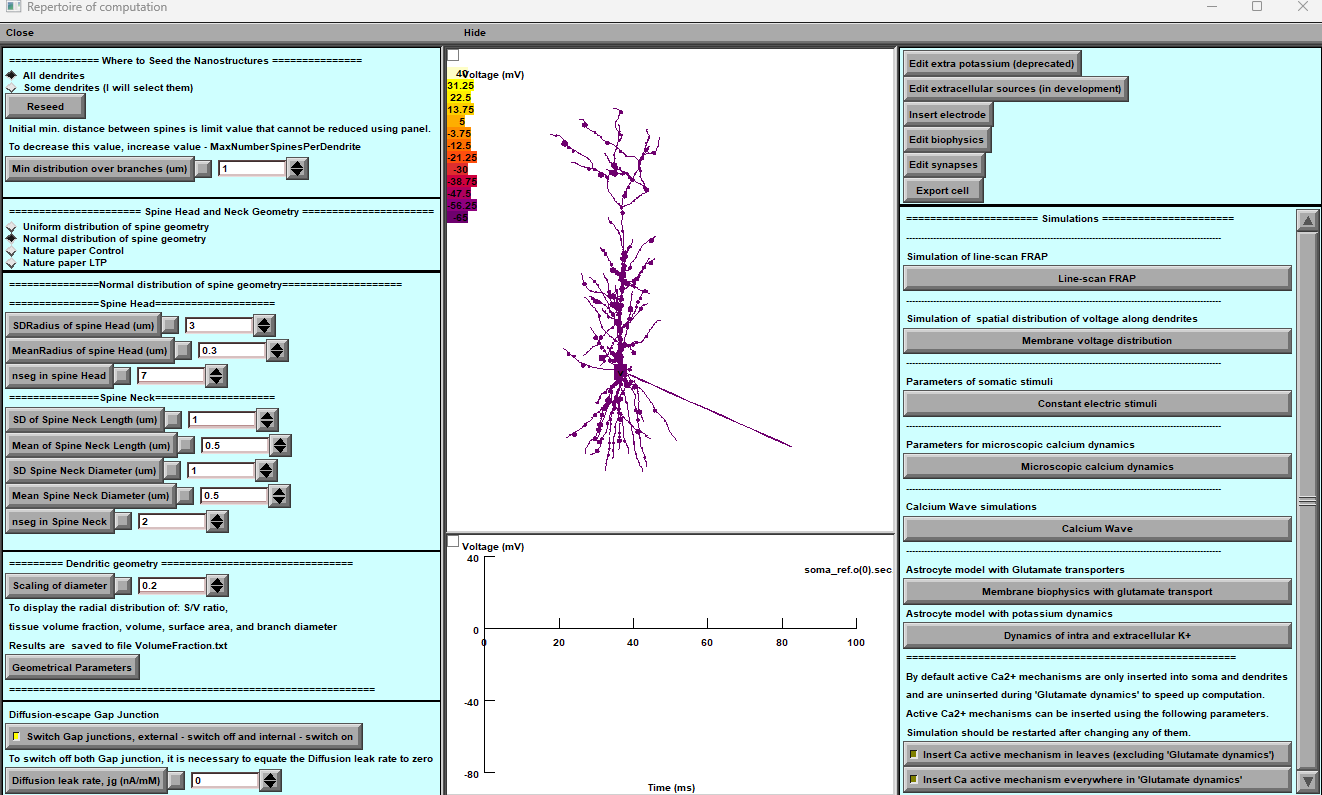 Repertoire of computation
Close
Hide
=============== Where to Seed the Nanostructures ===============
All dendrites
Some dendrites (I will select them)
Reseed
Initial min. distance between spines is limit value that cannot be reduced using panel.
To decrease this value, increase value - MaxNumberSpinesPerDendrite
Min distribution over branches (um) 1
====================== Spine Head and Neck Geometry ======================
Uniform distribution of spine geometry
Normal distribution of spine geometry
Nature paper Control
Nature paper LTP
===============Normal distribution of spine geometry====================
===============Spine Head====================
SDRadius of spine Head (um) 3
MeanRadius of spine Head (um) 0.3
nseg in spine Head 7
===============Spine Neck====================
SD of Spine Neck Length (um) 1
Mean of Spine Neck Length (um) 0.5
SD Spine Neck Diameter (um) 1
Mean Spine Neck Diameter (um) 0.5
nseg in Spine Neck 2
========= Dendritic geometry ================================
Scaling of diameter 0.2
To display the radial distribution of: S/V ratio,
tissue volume fraction, volume, surface area, and branch diameter
Results are  saved to file VolumeFraction.txt
Geometrical Parameters
=============================================================
Diffusion-escape Gap Junction
Switch Gap junctions, external - switch off and internal - switch on
To switch off both Gap junction, it is necessary to equate the Diffusion leak rate to zero
Diffusion leak rate, jg (nA/mM) 0
40 Voltage (mV)
31.25
22.5
13.75
5
-3.75
-12.5
-21.25
-30
-38.75
-47.5
-56.25
-65
Voltage (mV)
40
soma_ref.o(0).sec
0
0 20 40 60 80 100
-40
-80
Time (ms)
Edit extra potassium (deprecated)
Edit extracellular sources (in development)
Insert electrode
Edit biophysics
Edit synapses
Export cell
====================== Simulations ======================
Simulation of line-scan FRAP
Line-scan FRAP
Simulation of  spatial distribution of voltage along dendrites
Membrane voltage distribution
Parameters of somatic stimuli
Constant electric stimuli
Parameters for microscopic calcium dynamics
Microscopic calcium dynamics
Calcium Wave simulations
Calcium Wave
Astrocyte model with Glutamate transporters
Membrane biophysics with glutamate transport
Astrocyte model with potassium dynamics
Dynamics of intra and extracellular K+
=======================================================
By default active Ca2+ mechanisms are only inserted into soma and dendrites
and are uninserted during 'Glutamate dynamics' to speed up computation.
Active Ca2+ mechanisms can be inserted using the following parameters.
Simulation should be restarted after changing any of them.
Insert Ca active mechanism in leaves (excluding 'Glutamate dynamics')
Insert Ca active mechanism everywhere in 'Glutamate dynamics'